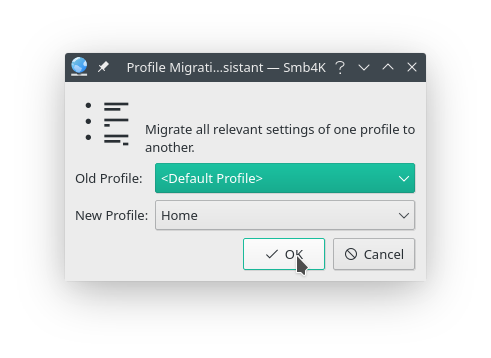 Profile Migrati...sistant — Smb4K
Migrate all relevant settings of one profile to
another.
Old Profile: <Default Profile>
New Profile: Home
OK Cancel